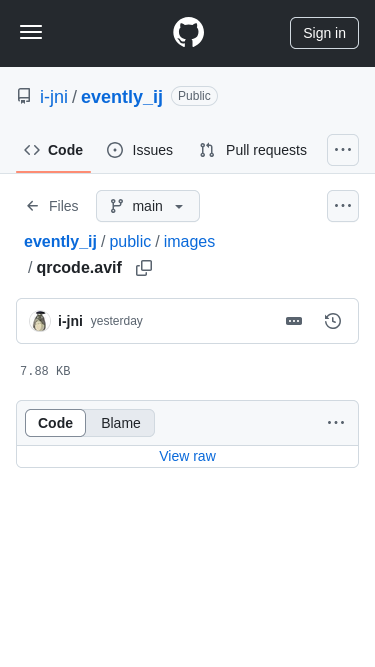 Sign in
i-jni / evently_ij Public
Code Issues Pull requests
Files main
evently_ij / public / images
/ qrcode.avif
i-jni yesterday
7.88 KB
Code Blame
View raw